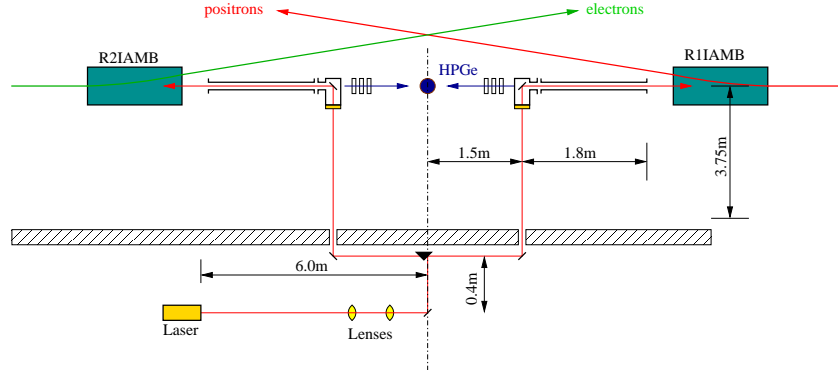 positrons
electrons
R2IAMB
HPGe
R1IAMB
1.5m
1.8m
3.75m
6.0m
0.4m
Laser
Lenses